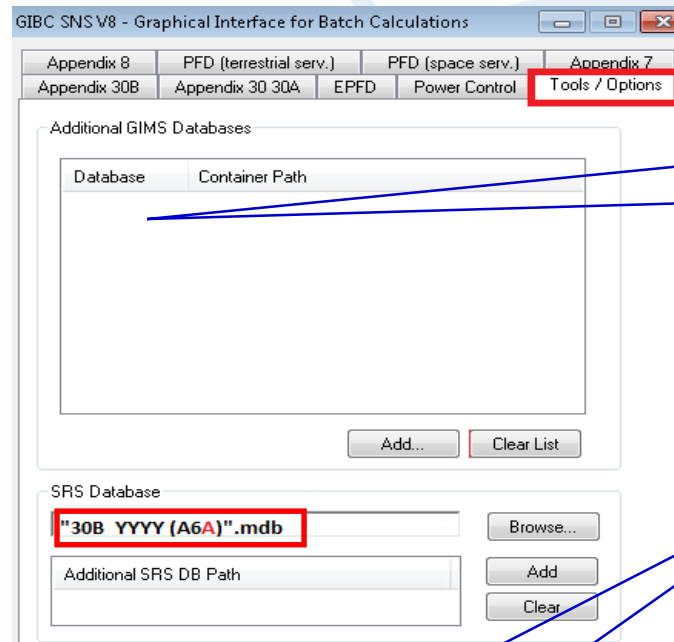 GIBC SNS V8 - Graphical Interface for Batch Calculations
Appendix 8 PFD (terrestrial serv.) PFD (space serv.) Appendix 7
Appendix 30B Appendix 30 30A EPFD Power Control Tools / Options
Additional GIMS Databases
Database Container Path
Add... Clear List
SRS Database
"30B YYYY (A6A)".mdb Browse...
Additional SRS DB Path Add
Clear